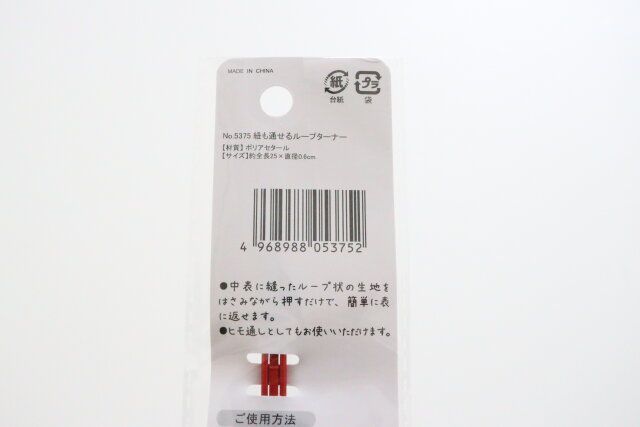 MADE IN CHINA
紙 プラ
台紙 袋
No.5375 紐も通せるループターナー
【材質】ポリアセタール
【サイズ】約全長25×直径0.6cm
4 968988 053752
●中表に縫ったループ状の生地を
はさみながら押すだけで、簡単に表
に返せます。
●ヒモ通しとしてもお使いいただけます。
ご使用方法